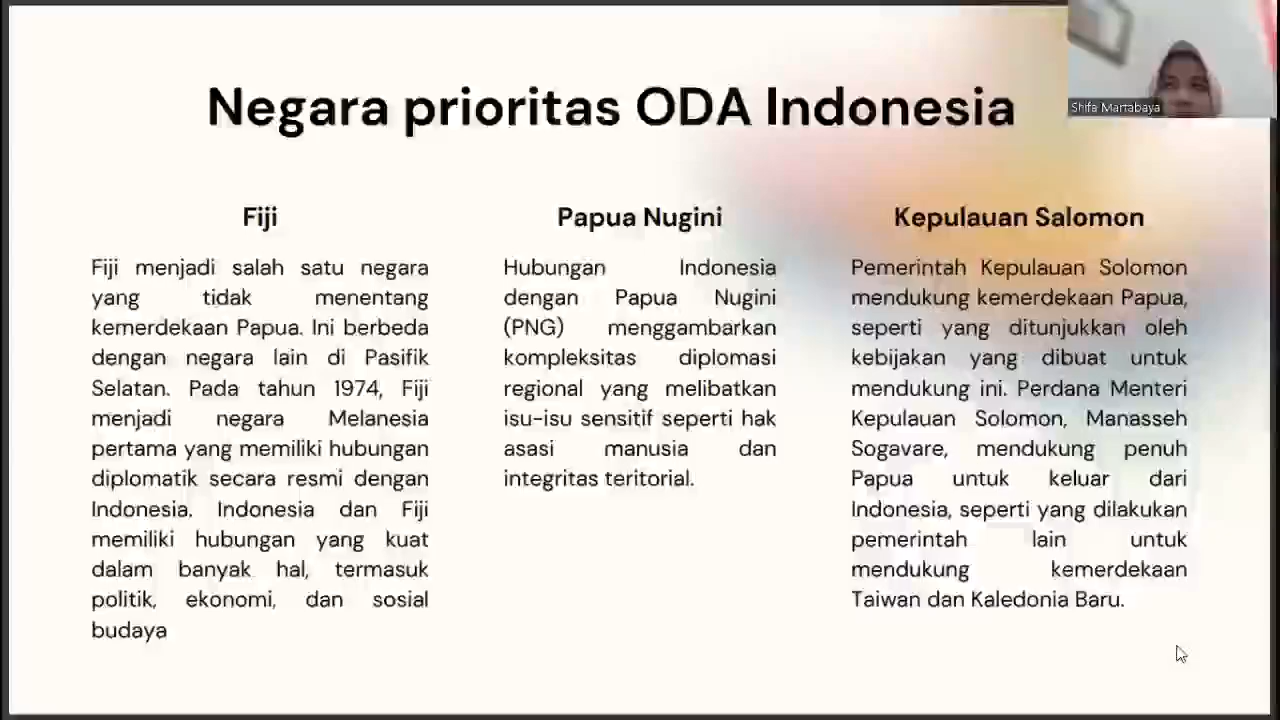 Negara prioritas ODA Indonesia
Shifa Martabaya
Fiji
Fiji menjadi salah satu negara
yang tidak menentang
kemerdekaan Papua. Ini berbeda
dengan negara lain di Pasifik
Selatan. Pada tahun 1974, Fiji
menjadi negara Melanesia
pertama yang memiliki hubungan
diplomatik secara resmi dengan
Indonesia. Indonesia dan Fiji
memiliki hubungan yang kuat
dalam banyak hal, termasuk
politik, ekonomi, dan sosial
budaya
Papua Nugini
Hubungan Indonesia
dengan Papua Nugini
(PNG) menggambarkan
kompleksitas diplomasi
regional yang melibatkan
isu-isu sensitif seperti hak
asasi manusia dan
integritas teritorial.
Kepulauan Salomon
Pemerintah Kepulauan Solomon
mendukung kemerdekaan Papua,
seperti yang ditunjukkan oleh
kebijakan yang dibuat untuk
mendukung ini. Perdana Menteri
Kepulauan Solomon, Manasseh
Sogavare, mendukung penuh
Papua untuk keluar dari
Indonesia, seperti yang dilakukan
pemerintah lain untuk
mendukung kemerdekaan
Taiwan dan Kaledonia Baru.